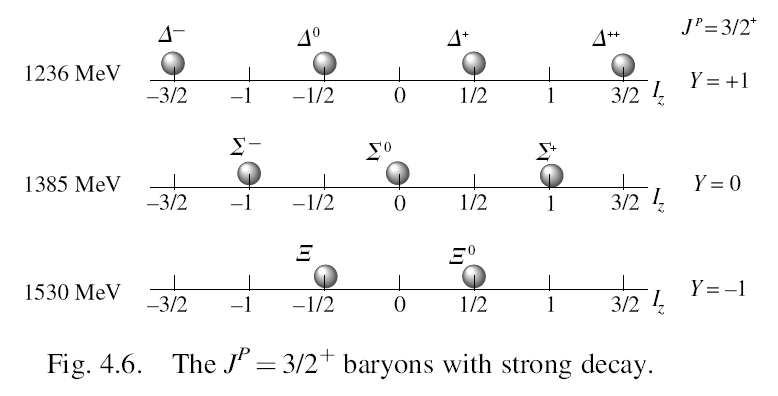 Δ⁻ Δ⁰ Δ⁺ Δ⁺⁺ Jᴾ = 3/2⁺
1236 MeV Y = +1
–3/2 –1 –1/2 0 1/2 1 3/2 I_z
Σ⁻ Σ⁰ Σ⁺
1385 MeV Y = 0
–3/2 –1 –1/2 0 1/2 1 3/2 I_z
Ξ Ξ⁰
1530 MeV Y = –1
–3/2 –1 –1/2 0 1/2 1 3/2 I_z
Fig. 4.6. The Jᴾ = 3/2⁺ baryons with strong decay.